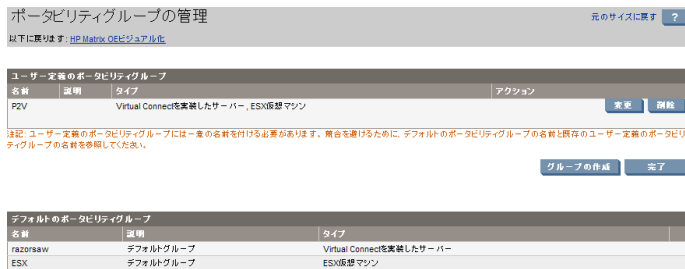 ポータビリティグループの管理
元のサイズに戻す ?
以下に戻ります: HP Matrix OEビジュアル化
ユーザー定義のポータビリティグループ
名前 説明 タイプ アクション
P2V Virtual Connectを実装したサーバー , ESX仮想マシン 変更 削除
注記: ユーザー定義のポータビリティグループには一意の名前を付ける必要があります。競合を避けるために, デフォルトのポータビリティグループの名前と既存のユーザー定義のポータビリ
ティグループの名前を参照してください。
グループの作成 完了
デフォルトのポータビリティグループ
名前 説明 タイプ
razorsaw デフォルトグループ Virtual Connectを実装したサーバー
ESX デフォルトグループ ESX仮想マシン